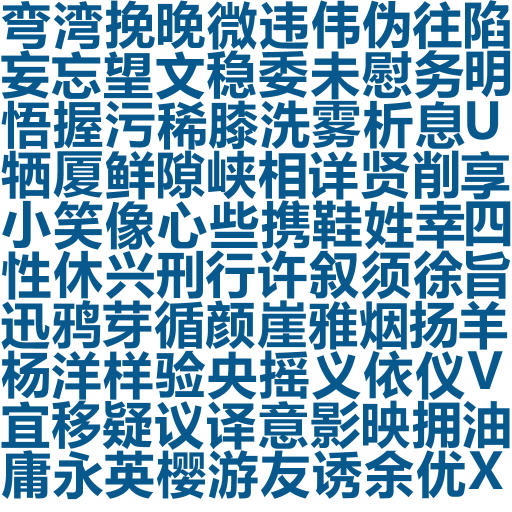 弯湾挽晚微违伟伪往陷
妄忘望文稳委未慰务明
悟握污稀膝洗雾析息U
牺厦鲜隙峡相详贤削享
小笑像心些携鞋姓幸四
性休兴刑行许叙须徐旨
迅鸦芽循颜崖雅烟扬羊
杨洋样验央摇义依仪V
宜移疑议译意影映拥油
庸永英樱游友诱余优X